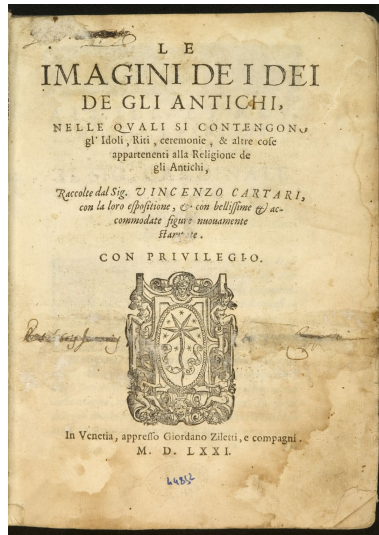 LE
IMAGINI DE I DEI
DE GLI ANTICHI,
NELLE QVALI SI CONTENGONO
gl'Idoli, Riti, ceremonie, & altre cose
appartenenti alla Religione de
gli Antichi,
Raccolte dal Sig. VINCENZO CARTARI,
con la loro espositione, & con bellissime & ac-
commodate figure nuouamente
stampate.
CON PRIVILEGIO.
In Venetia, appresso Giordano Ziletti, e compagni.
M. D. LXXI.